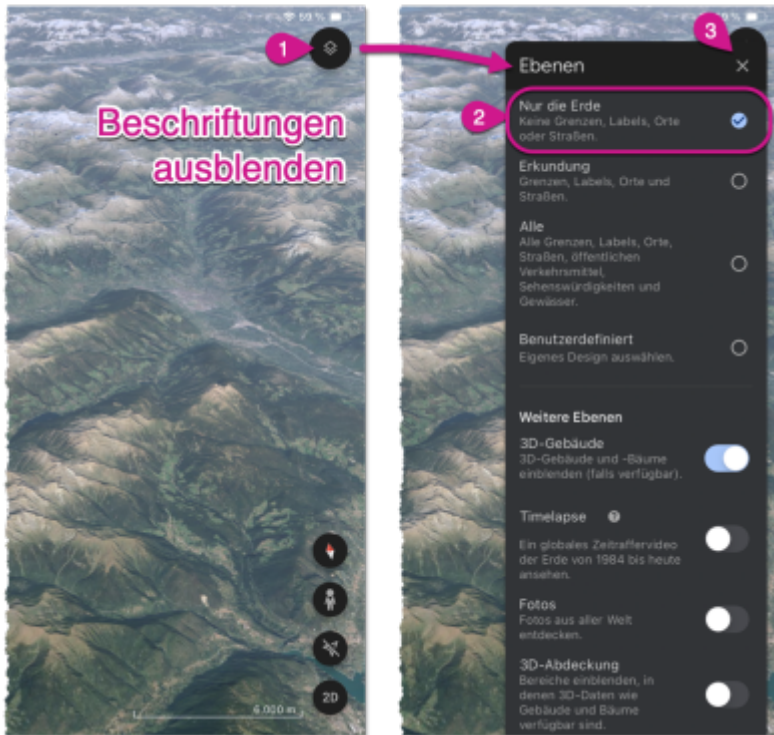 59 %
1
Beschriftungen
ausblenden
2D
6.000 m
3
Ebenen
2
Nur die Erde
Keine Grenzen, Labels, Orte
oder Straßen.
Erkundung
Grenzen, Labels, Orte und
Straßen.
Alle
Alle Grenzen, Labels, Orte,
Straßen, öffentlichen
Verkehrsmittel,
Sehenswürdigkeiten und
Gewässer.
Benutzerdefiniert
Eigenes Design auswählen.
Weitere Ebenen
3D-Gebäude
3D-Gebäude und -Bäume
einblenden (falls verfügbar).
Timelapse
Ein globales Zeitraffervideo
der Erde von 1984 bis heute
ansehen.
Fotos
Fotos aus aller Welt
entdecken.
3D-Abdeckung
Bereiche einblenden, in
denen 3D-Daten wie
Gebäude und Bäume
verfügbar sind.